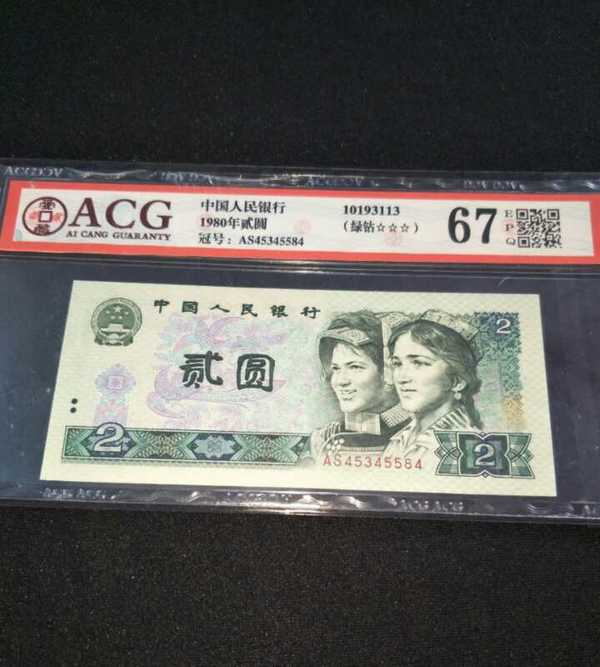 ACG
AI CANG GUARANTY
中国人民银行
1980年贰圆
冠号：AS45345584
10193113
（绿钻☆☆☆）
67
E
P
Q
中国人民银行
2
贰圆
2
AS45345584
2